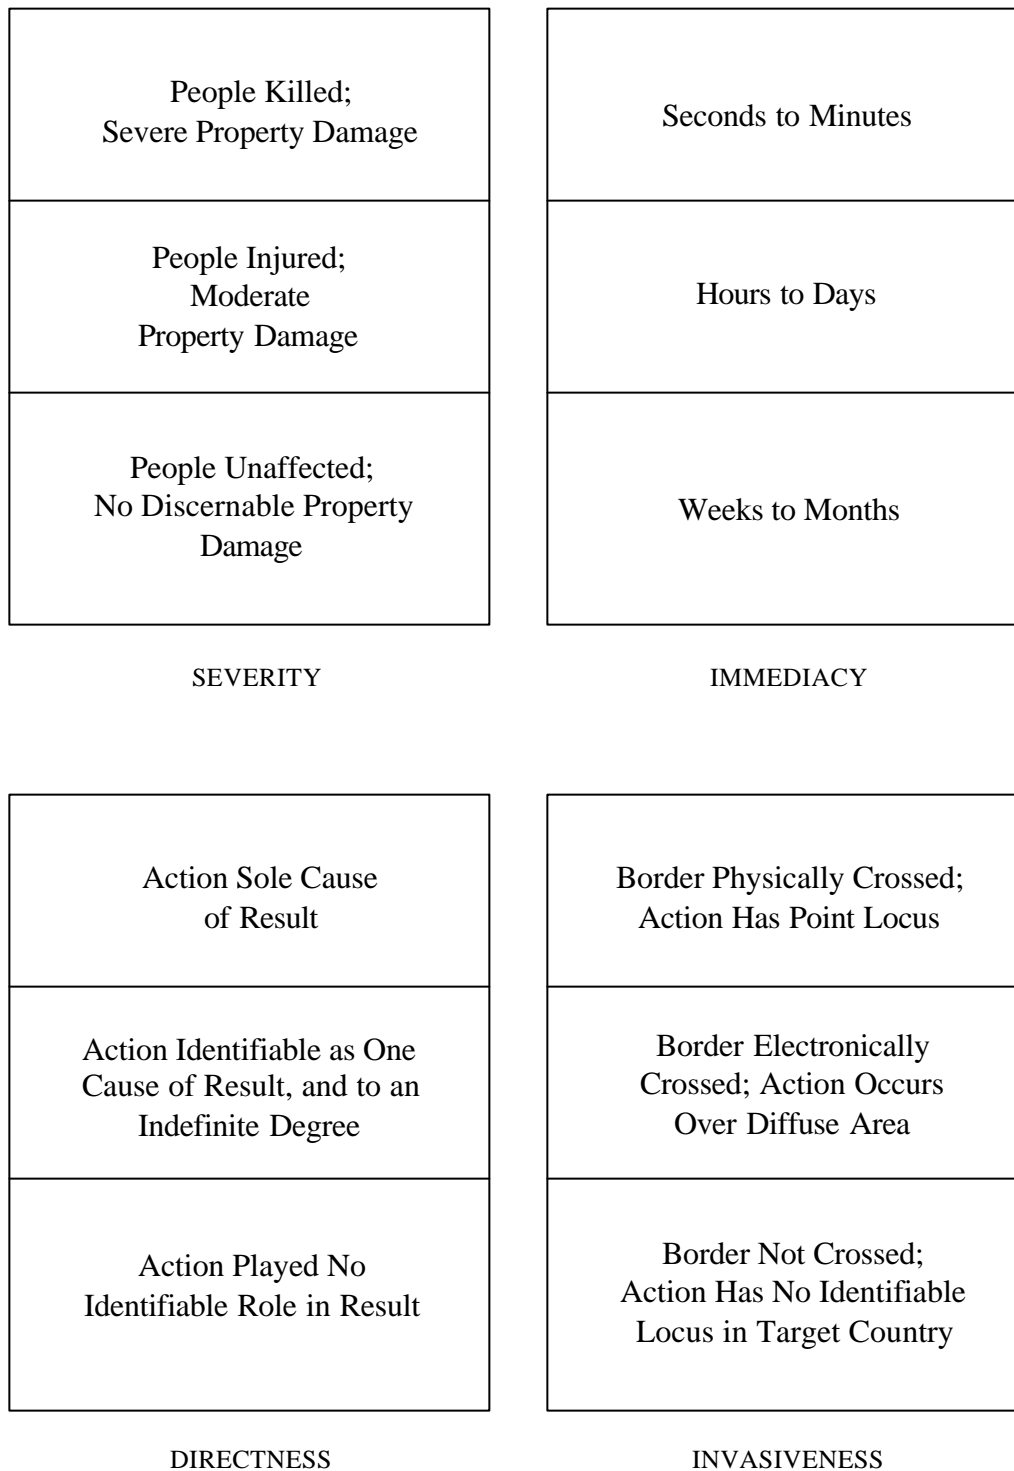 People Killed;
Severe Property Damage
People Injured;
Moderate
Property Damage
People Unaffected;
No Discernable Property
Damage
SEVERITY
Seconds to Minutes
Hours to Days
Weeks to Months
IMMEDIACY
Action Sole Cause
of Result
Action Identifiable as One
Cause of Result, and to an
Indefinite Degree
Action Played No
Identifiable Role in Result
DIRECTNESS
Border Physically Crossed;
Action Has Point Locus
Border Electronically
Crossed; Action Occurs
Over Diffuse Area
Border Not Crossed;
Action Has No Identifiable
Locus in Target Country
INVASIVENESS